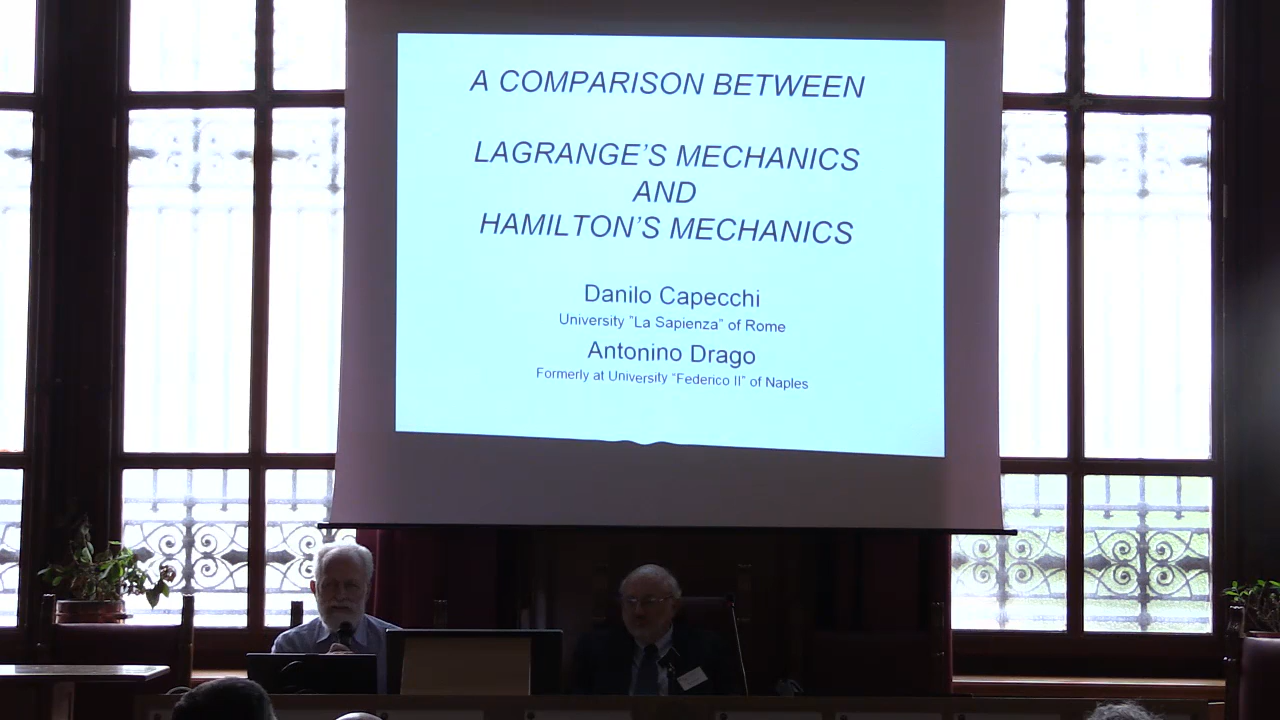 A COMPARISON BETWEEN
LAGRANGE'S MECHANICS
AND
HAMILTON'S MECHANICS
Danilo Capecchi
University "La Sapienza" of Rome
Antonino Drago
Formerly at University "Federico II" of Naples